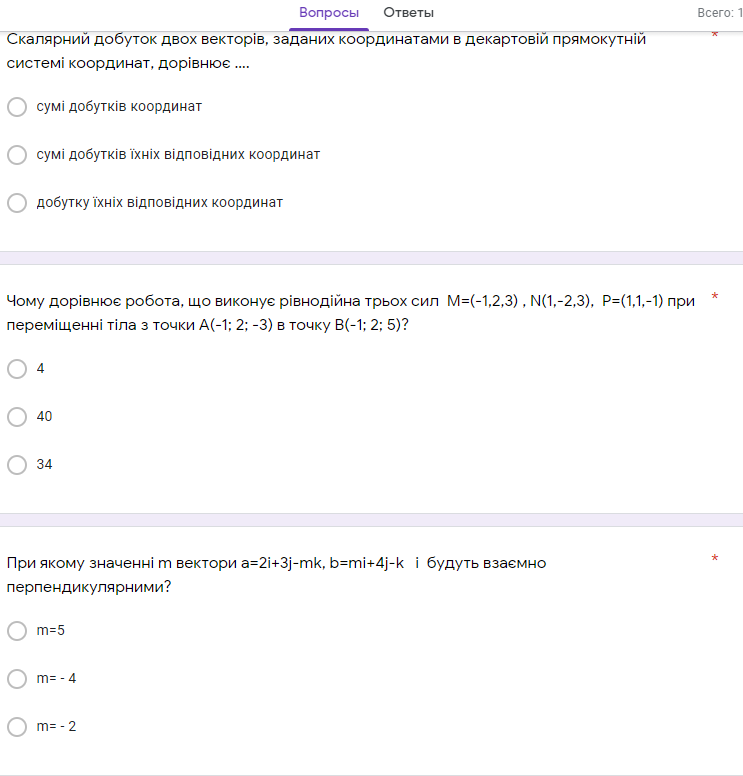 Вопросы Ответы Всего: 1
Скалярний добуток двох векторів, заданих координатами в декартовій прямокутній *
системі координат, дорівнює ....
сумі добутків координат
сумі добутків їхніх відповідних координат
добутку їхніх відповідних координат
Чому дорівнює робота, що виконує рівнодійна трьох сил M=(-1,2,3) , N(1,-2,3), P=(1,1,-1) при *
переміщенні тіла з точки A(-1; 2; -3) в точку B(-1; 2; 5)?
4
40
34
При якому значенні m вектори a=2i+3j-mk, b=mi+4j-k і будуть взаємно *
перпендикулярними?
m=5
m= - 4
m= - 2